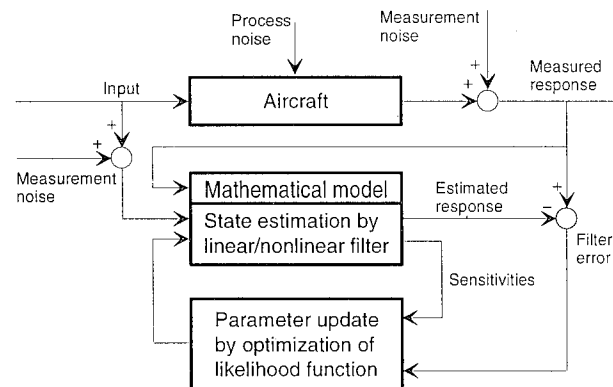 Process
noise
Measurement
noise
Input
+
+
Measured
response
Aircraft
+
+
Measurement
noise
Mathematical model
State estimation by
linear/nonlinear filter
Estimated
response
+
−
Filter
error
Sensitivities
Parameter update
by optimization of
likelihood function